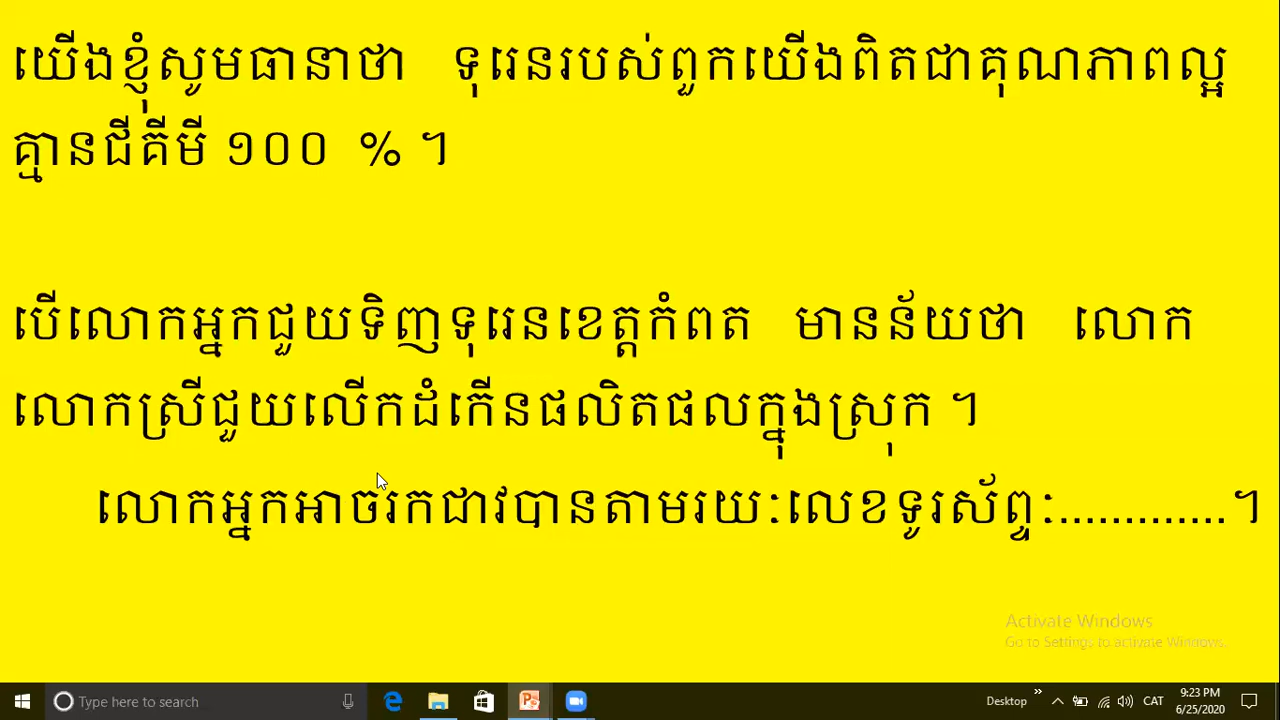 យើងខ្ញុំសូមធានាថា ទុរេនរបស់ពួកយើងពិតជាគុណភាពល្អ
គ្មានជីគីមី ១០០ % ។
បើលោកអ្នកជួយទិញទុរេនខេត្តកំពត មានន័យថា លោក
លោកស្រីជួយលើកដំកើនផលិតផលក្នុងស្រុក ។
លោកអ្នកអាចរកជាវបានតាមរយៈលេខទូរស័ព្ទៈ.............។
Activate Windows
Go to Settings to activate Windows.
Type here to search
Desktop
CAT
9:23 PM
6/25/2020